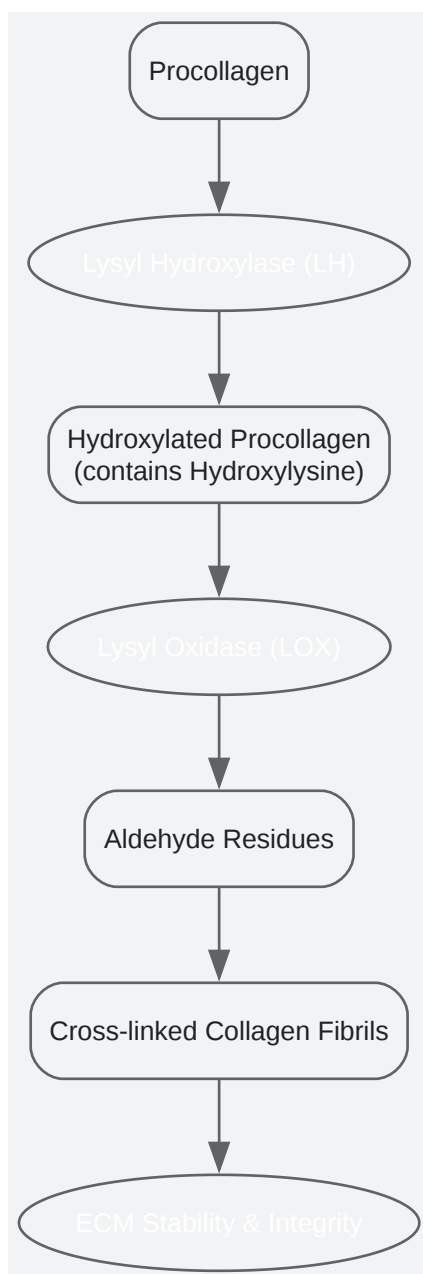 Procollagen
Lysyl Hydroxylase (LH)
Hydroxylated Procollagen
(contains Hydroxylysine)
Lysyl Oxidase (LOX)
Aldehyde Residues
Cross-linked Collagen Fibrils
ECM Stability & Integrity